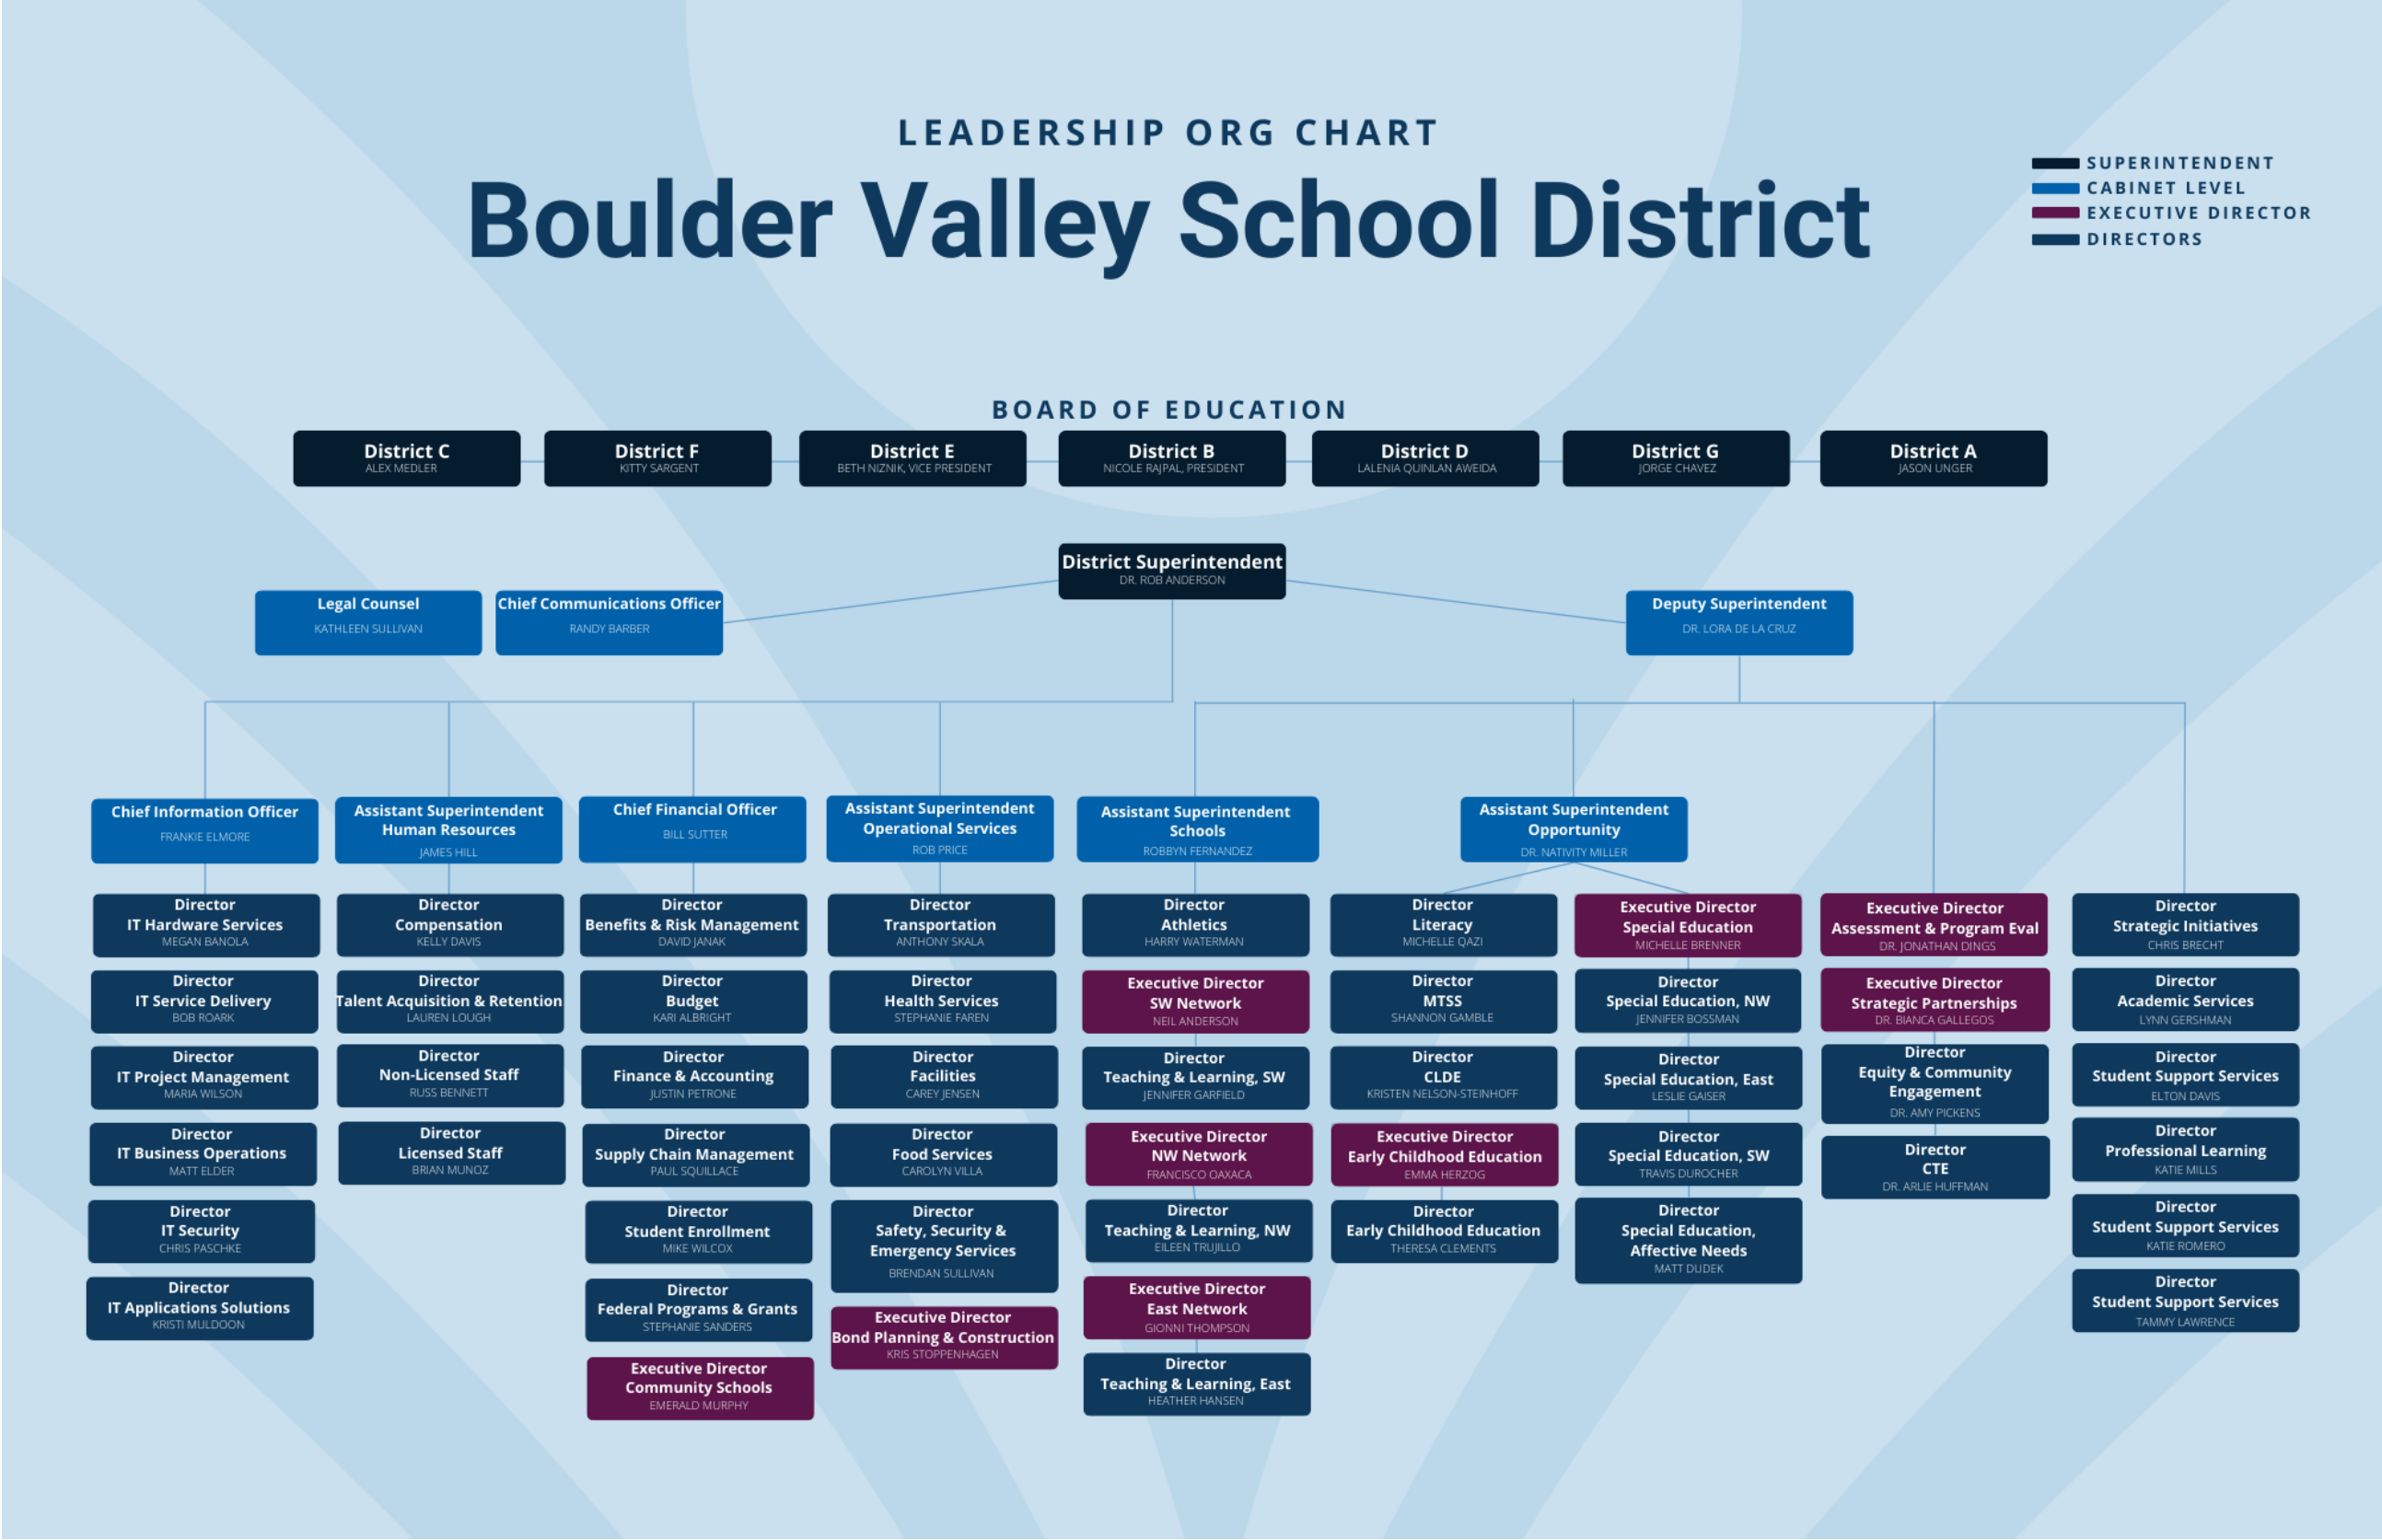 LEADERSHIP ORG CHART
Boulder Valley School District
SUPERINTENDENT
CABINET LEVEL
EXECUTIVE DIRECTOR
DIRECTORS
BOARD OF EDUCATION
District C
ALEX MEDLER
District F
KITTY SARGENT
District E
BETH NIZNIK, VICE PRESIDENT
District B
NICOLE RAJPAL, PRESIDENT
District D
LALENIA QUINLAN AWEIDA
District G
JORGE CHAVEZ
District A
JASON UNGER
District Superintendent
DR. ROB ANDERSON
Legal Counsel
KATHLEEN SULLIVAN
Chief Communications Officer
RANDY BARBER
Deputy Superintendent
DR. LORA DE LA CRUZ
Chief Information Officer
FRANKIE ELMORE
Director
IT Hardware Services
MEGAN BANOLA
Director
IT Service Delivery
BOB ROARK
Director
IT Project Management
MARIA WILSON
Director
IT Business Operations
MATT ELDER
Director
IT Security
CHRIS PASCHKE
Director
IT Applications Solutions
KRISTI MULDOON
Assistant Superintendent
Human Resources
JAMES HILL
Director
Compensation
KELLY DAVIS
Director
Talent Acquisition & Retention
LAUREN LOUGH
Director
Non-Licensed Staff
RUSS BENNETT
Director
Licensed Staff
BRIAN MUNOZ
Chief Financial Officer
BILL SUTTER
Director
Benefits & Risk Management
DAVID JANAK
Director
Budget
KARI ALBRIGHT
Director
Finance & Accounting
JUSTIN PETRONE
Director
Supply Chain Management
PAUL SQUILLACE
Director
Student Enrollment
MIKE WILCOX
Director
Federal Programs & Grants
STEPHANIE SANDERS
Executive Director
Community Schools
EMERALD MURPHY
Assistant Superintendent
Operational Services
ROB PRICE
Director
Transportation
ANTHONY SKALA
Director
Health Services
STEPHANIE FAREN
Director
Facilities
CAREY JENSEN
Director
Food Services
CAROLYN VILLA
Director
Safety, Security &
Emergency Services
BRENDAN SULLIVAN
Executive Director
Bond Planning & Construction
KRIS STOPPENHAGEN
Assistant Superintendent
Schools
ROBBYN FERNANDEZ
Director
Athletics
HARRY WATERMAN
Executive Director
SW Network
NEIL ANDERSON
Director
Teaching & Learning, SW
JENNIFER GARFIELD
Executive Director
NW Network
FRANCISCO OAXACA
Director
Teaching & Learning, NW
EILEEN TRUJILLO
Executive Director
East Network
GIONNI THOMPSON
Director
Teaching & Learning, East
HEATHER HANSEN
Assistant Superintendent
Opportunity
DR. NATIVITY MILLER
Director
Literacy
MICHELLE QAZI
Director
MTSS
SHANNON GAMBLE
Director
CLDE
KRISTEN NELSON-STEINHOFF
Executive Director
Early Childhood Education
EMMA HERZOG
Director
Early Childhood Education
THERESA CLEMENTS
Executive Director
Special Education
MICHELLE BRENNER
Director
Special Education, NW
JENNIFER BOSSMAN
Director
Special Education, East
LESLIE GAISER
Director
Special Education, SW
TRAVIS DUROCHER
Director
Special Education,
Affective Needs
MATT DUDEK
Executive Director
Assessment & Program Eval
DR. JONATHAN DINGS
Executive Director
Strategic Partnerships
DR. BIANCA GALLEGOS
Director
Equity & Community
Engagement
DR. AMY PICKENS
Director
CTE
DR. ARLIE HUFFMAN
Director
Strategic Initiatives
CHRIS BRECHT
Director
Academic Services
LYNN GERSHMAN
Director
Student Support Services
ELTON DAVIS
Director
Professional Learning
KATIE MILLS
Director
Student Support Services
KATIE ROMERO
Director
Student Support Services
TAMMY LAWRENCE